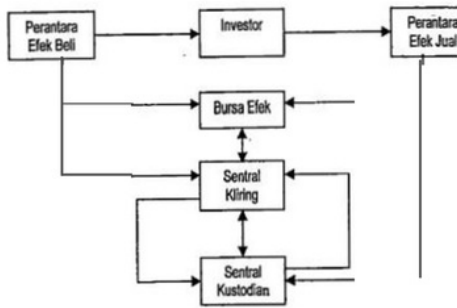 Perantara
Efek Beli
Investor
Perantara
Efek Jual
Bursa Efek
Sentral
Kliring
Sentral
Kustodian